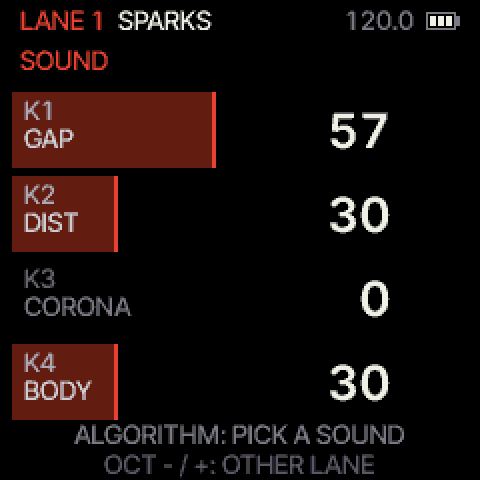 LANE 1 SPARKS 120.0
SOUND
K1
GAP 57
K2
DIST 30
K3
CORONA 0
K4
BODY 30
ALGORITHM: PICK A SOUND
OCT - / +: OTHER LANE